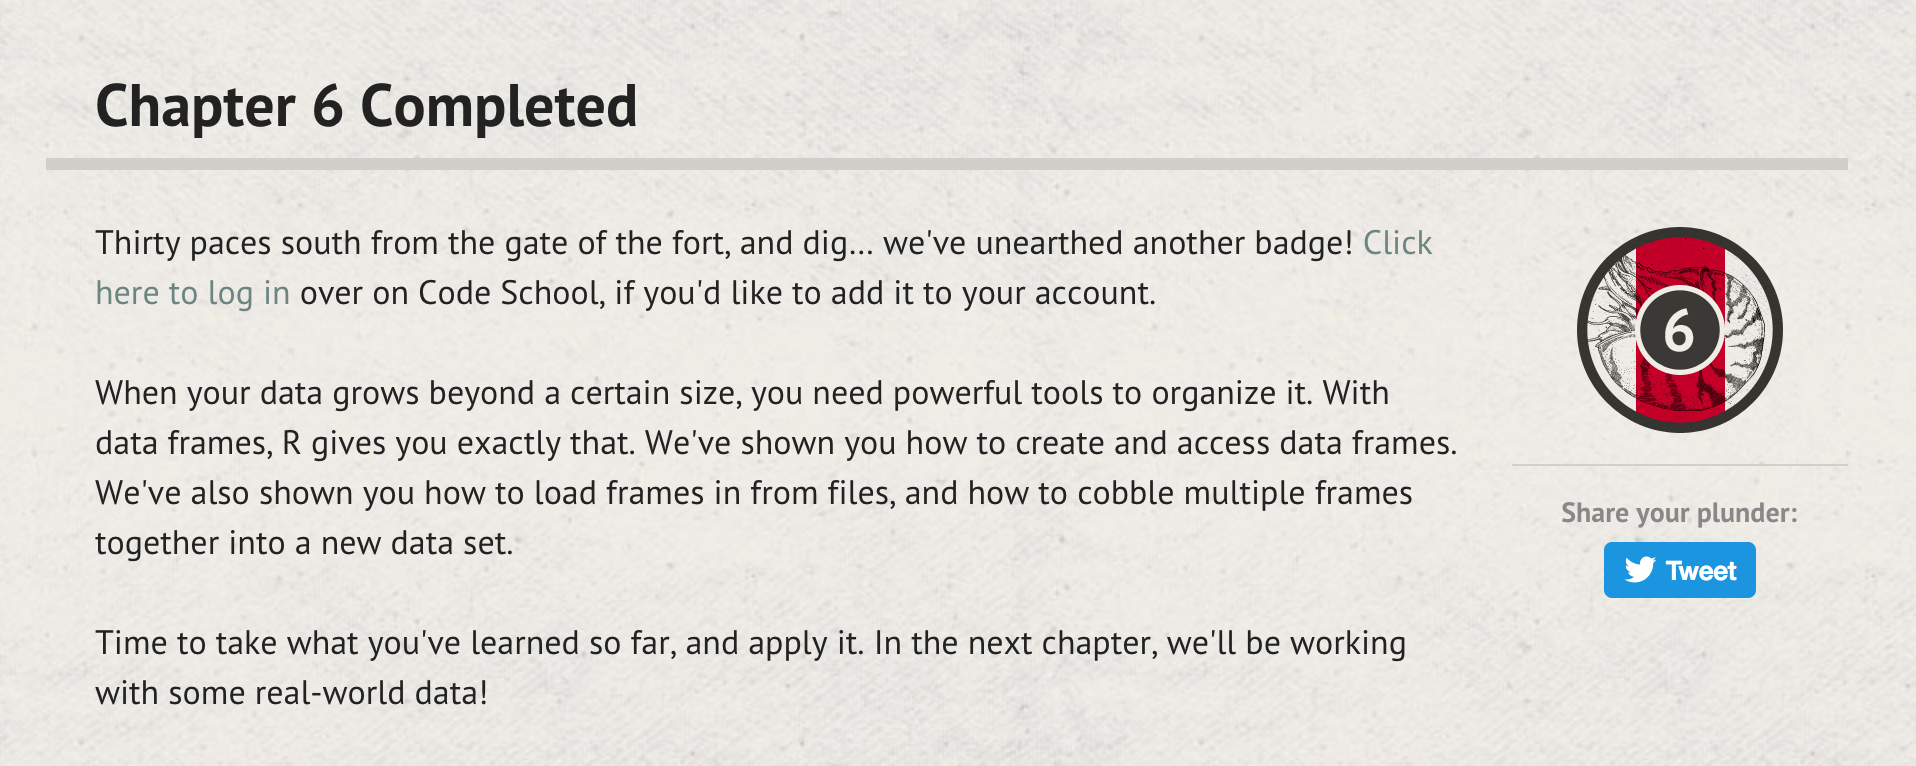 Chapter 6 Completed
Thirty paces south from the gate of the fort, and dig... we've unearthed another badge! Click
here to log in over on Code School, if you'd like to add it to your account.
When your data grows beyond a certain size, you need powerful tools to organize it. With
data frames, R gives you exactly that. We've shown you how to create and access data frames.
We've also shown you how to load frames in from files, and how to cobble multiple frames
together into a new data set.
Time to take what you've learned so far, and apply it. In the next chapter, we'll be working
with some real-world data!
6
Share your plunder:
Tweet